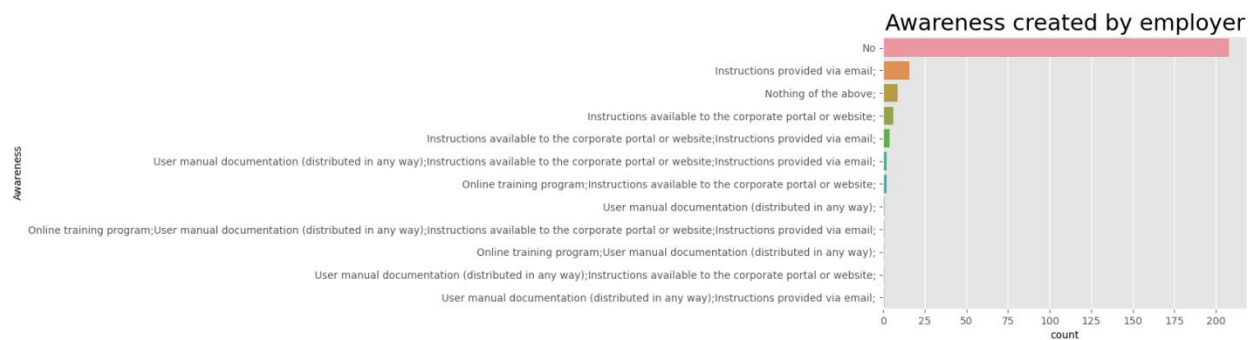 Awareness created by employer
No
Instructions provided via email;
Nothing of the above;
Instructions available to the corporate portal or website;
Instructions available to the corporate portal or website;Instructions provided via email;
User manual documentation (distributed in any way);Instructions available to the corporate portal or website;Instructions provided via email;
Online training program;Instructions available to the corporate portal or website;
User manual documentation (distributed in any way);
Online training program;User manual documentation (distributed in any way);Instructions available to the corporate portal or website;Instructions provided via email;
Online training program;User manual documentation (distributed in any way);
User manual documentation (distributed in any way);Instructions available to the corporate portal or website;
User manual documentation (distributed in any way);Instructions provided via email;
Awareness
0 25 50 75 100 125 150 175 200
count